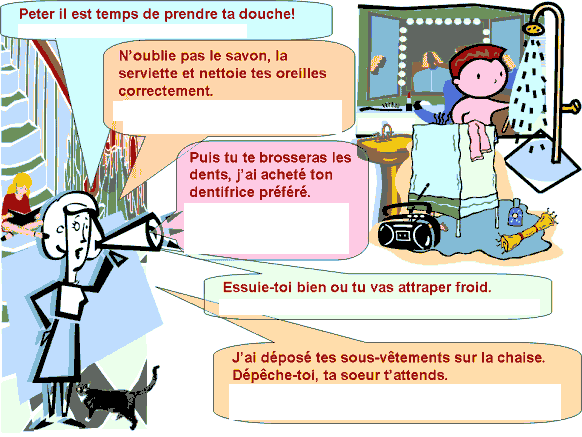 Peter il est temps de prendre ta douche!
N'oublie pas le savon, la
serviette et nettoie tes oreilles
correctement.
Puis tu te brosseras les
dents, j'ai acheté ton
dentifrice préféré.
Essuie-toi bien ou tu vas attraper froid.
J'ai déposé tes sous-vêtements sur la chaise.
Dépêche-toi, ta soeur t'attends.